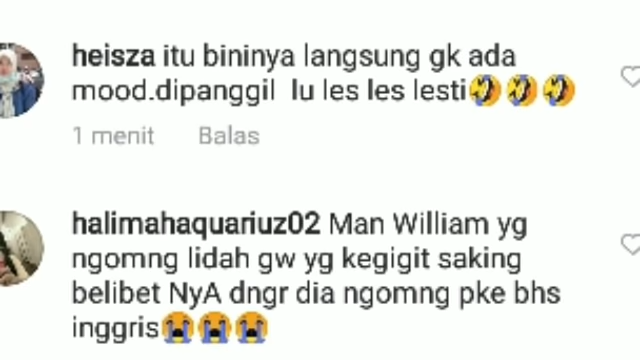 heisza itu bininya langsung gk ada
mood.dipanggil lu les les lesti🤣🤣🤣
1 menit Balas
halimahaquariuz02 Man William yg
ngomng lidah gw yg kegigit saking
belibet NyA dngr dia ngomng pke bhs
inggris😭😭😭